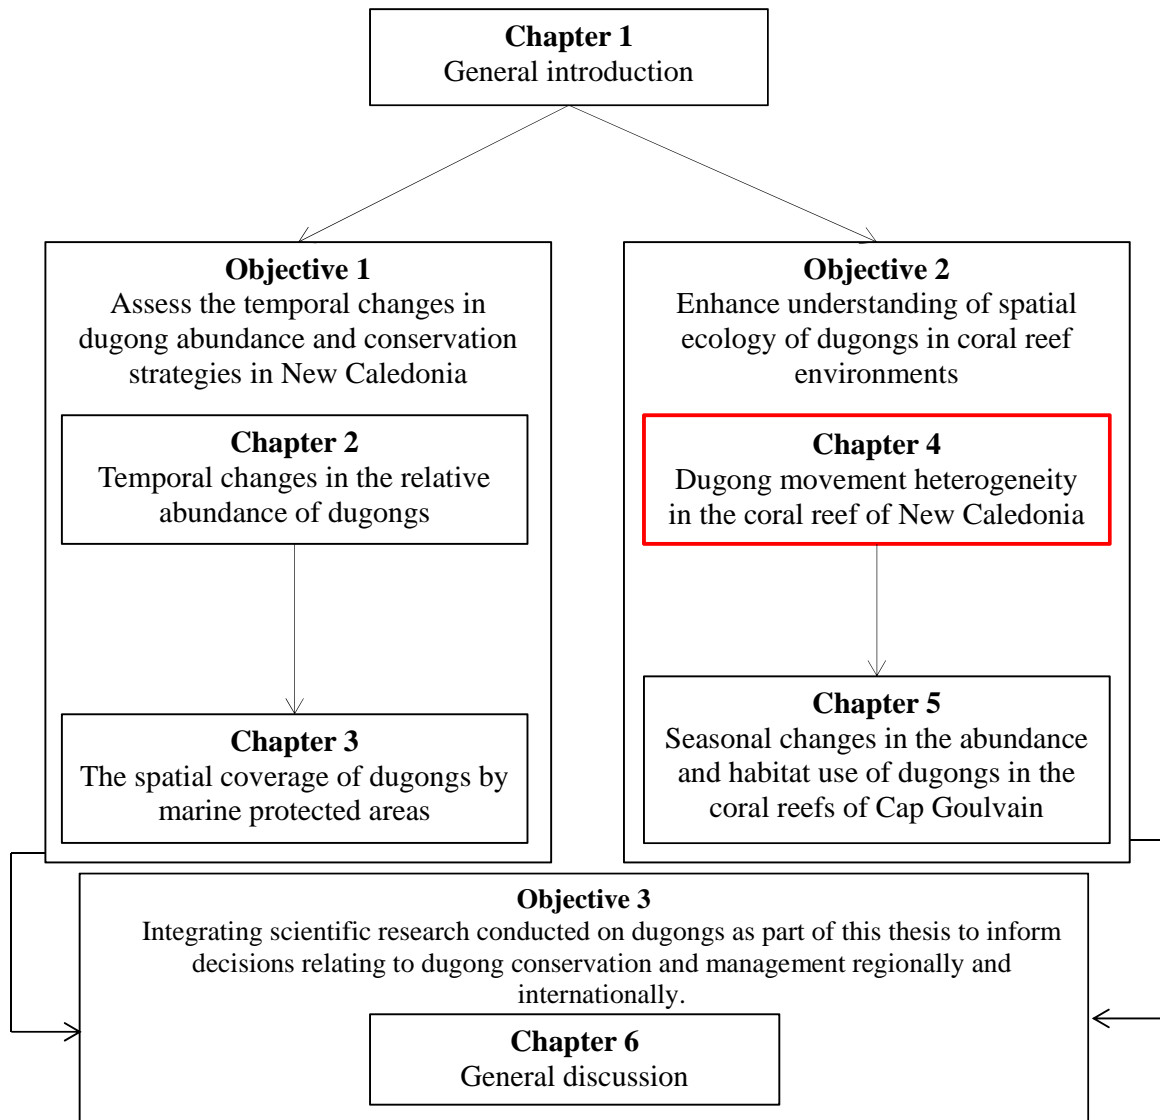 Chapter 1
General introduction
Objective 1
Assess the temporal changes in
dugong abundance and conservation
strategies in New Caledonia
Chapter 2
Temporal changes in the relative
abundance of dugongs
Chapter 3
The spatial coverage of dugongs by
marine protected areas
Objective 2
Enhance understanding of spatial
ecology of dugongs in coral reef
environments
Chapter 4
Dugong movement heterogeneity
in the coral reef of New Caledonia
Chapter 5
Seasonal changes in the abundance
and habitat use of dugongs in the
coral reefs of Cap Goulvain
Objective 3
Integrating scientific research conducted on dugongs as part of this thesis to inform
decisions relating to dugong conservation and management regionally and
internationally.
Chapter 6
General discussion